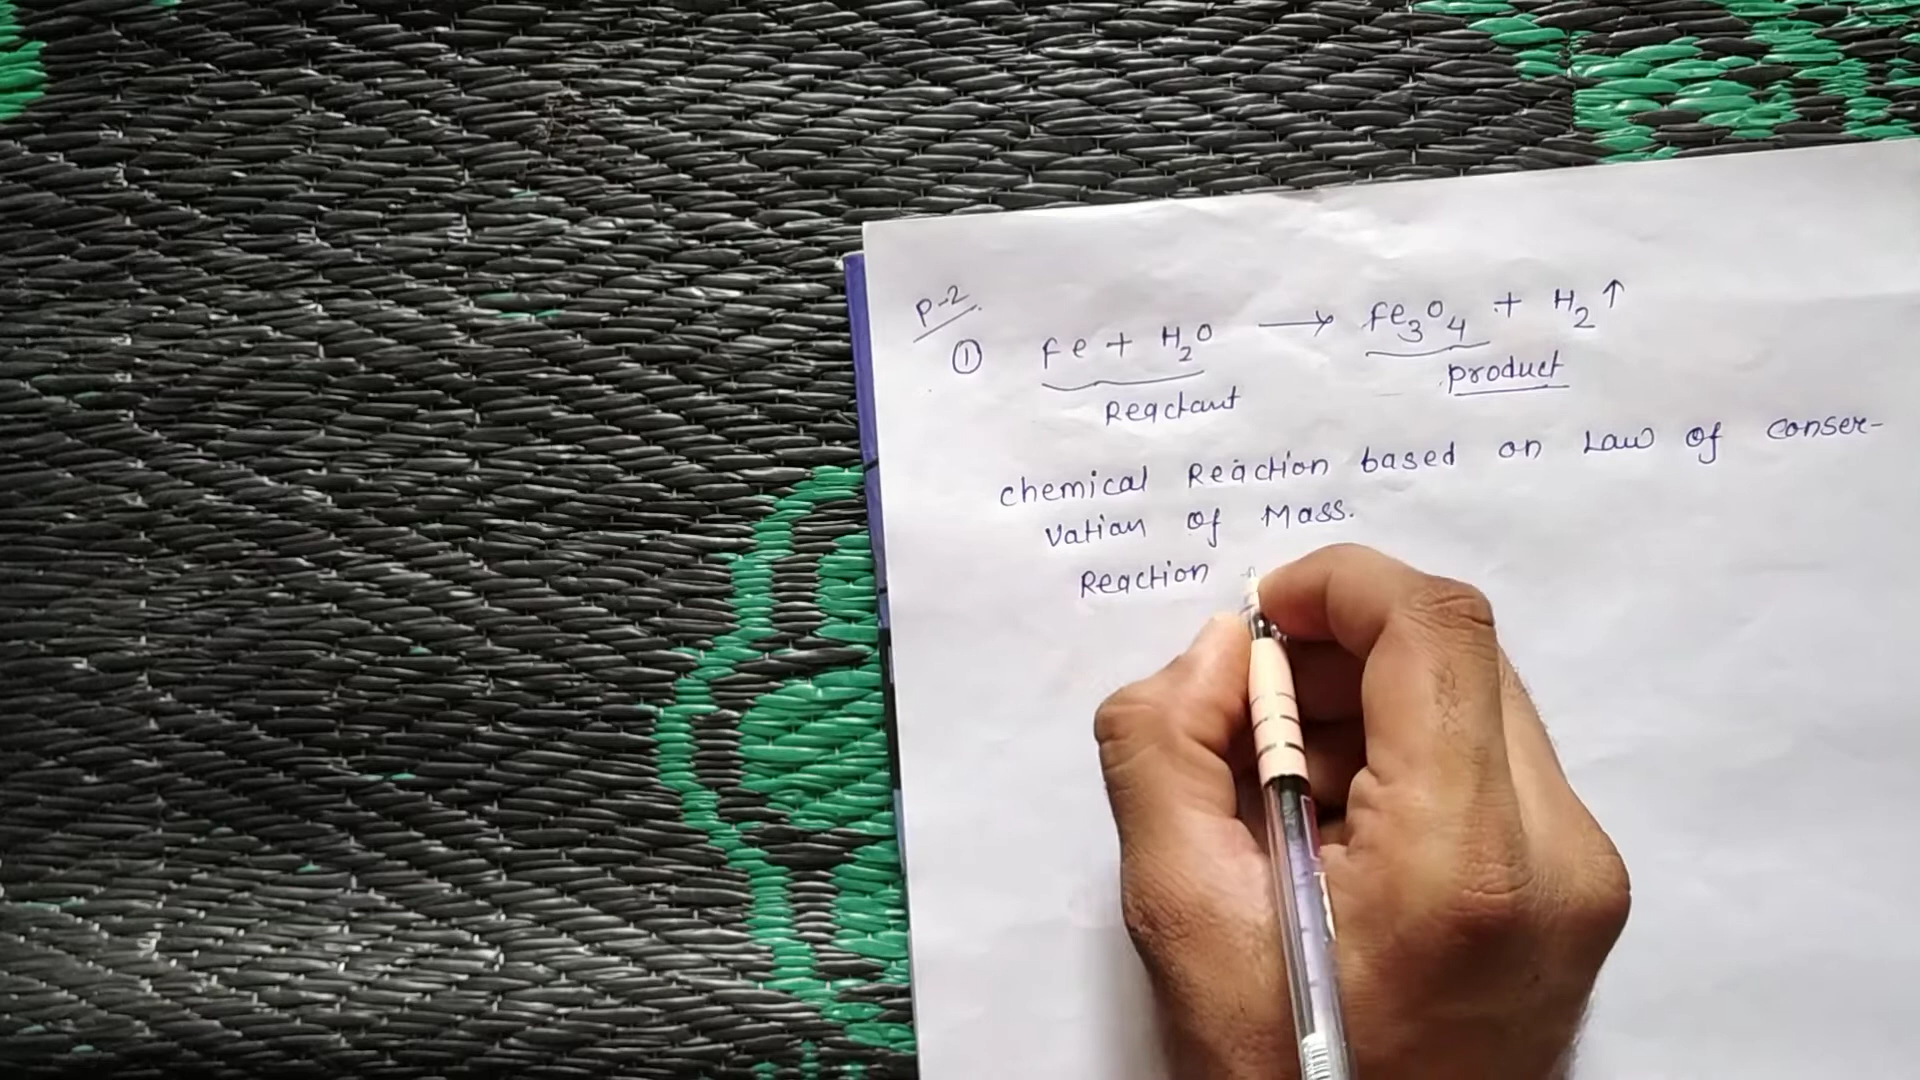 P-2
① Fe + H₂O → Fe₃O₄ + H₂↑
Reactant product
chemical Reaction based on Law of conser-
vation of Mass.
Reaction